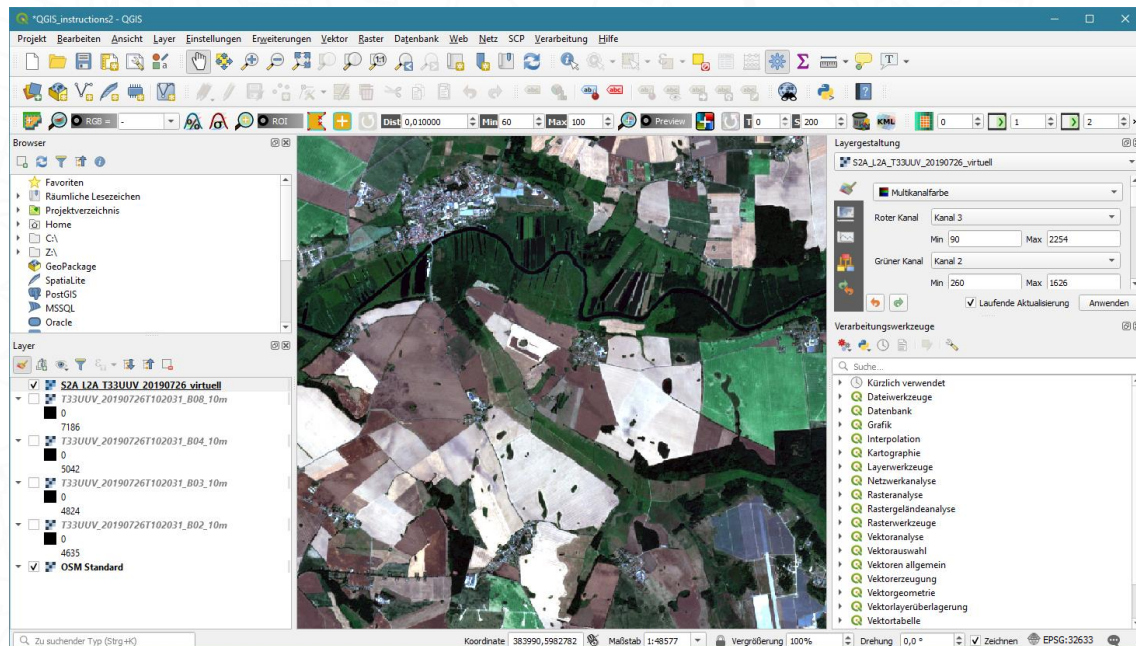 *QGIS_instructions2 - QGIS
Projekt Bearbeiten Ansicht Layer Einstellungen Erweiterungen Vektor Raster Datenbank Web Netz SCP Verarbeitung Hilfe
RGB = - ROI Dist 0,010000 Min 60 Max 100 Preview T 0 S 200 KML 0 1 2
Browser
Favoriten
Räumliche Lesezeichen
Projektverzeichnis
Home
C:\
Z:\
GeoPackage
SpatiaLite
PostGIS
MSSQL
Oracle
Layer
S2A_L2A_T33UUV_20190726_virtuell
T33UUV_20190726T102031_B08_10m
0
7186
T33UUV_20190726T102031_B04_10m
0
5042
T33UUV_20190726T102031_B03_10m
0
4824
T33UUV_20190726T102031_B02_10m
0
4635
OSM Standard
Layergestaltung
S2A_L2A_T33UUV_20190726_virtuell
Multikanalfarbe
Roter Kanal Kanal 3
Min 90 Max 2254
Grüner Kanal Kanal 2
Min 260 Max 1626
Laufende Aktualisierung Anwenden
Verarbeitungswerkzeuge
Suche...
Kürzlich verwendet
Dateiwerkzeuge
Datenbank
Grafik
Interpolation
Kartographie
Layerwerkzeuge
Netzwerkanalyse
Rasteranalyse
Rastergeländeanalyse
Rasterwerkzeuge
Vektoranalyse
Vektorauswahl
Vektoren allgemein
Vektorerzeugung
Vektorgeometrie
Vektorlayerüberlagerung
Vektortabelle
Zu suchender Typ (Strg+K) Koordinate 383990,5982782 Maßstab 1:48577 Vergrößerung 100% Drehung 0,0 ° Zeichnen EPSG:32633